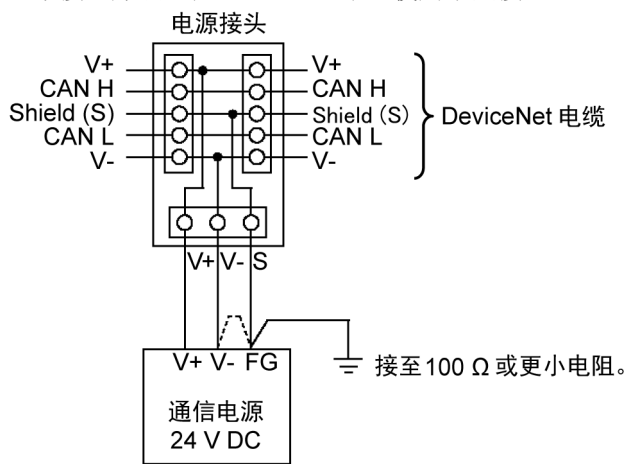 电源接头
V+ V+
CAN H CAN H
Shield (S) Shield (S)
CAN L CAN L
V- V-
DeviceNet 电缆
V+ V- S
V+ V- FG
接至100 Ω 或更小电阻。
通信电源
24 V DC